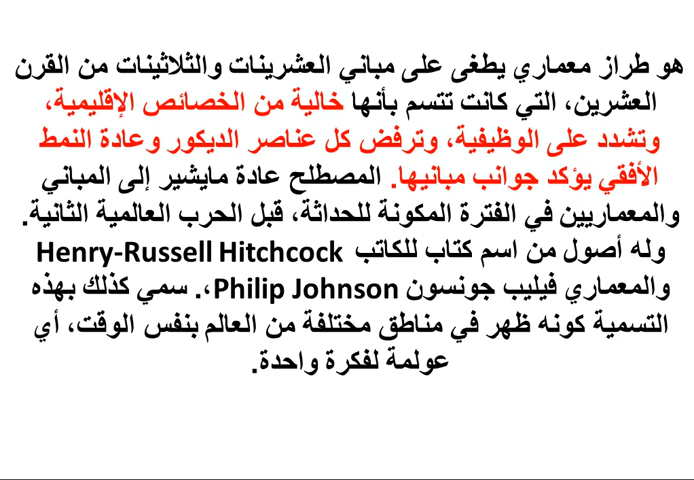 هو طراز معماري يطغى على مباني العشرينات والثلاثينات من القرن
العشرين، التي كانت تتسم بأنها خالية من الخصائص الإقليمية،
وتشدد على الوظيفية، وترفض كل عناصر الديكور وعادة النمط
الأفقي يؤكد جوانب مبانيها. المصطلح عادة مايشير إلى المباني
والمعماريين في الفترة المكونة للحداثة، قبل الحرب العالمية الثانية.
وله أصول من اسم كتاب للكاتب Henry-Russell Hitchcock
والمعماري فيليب جونسون Philip Johnson،. سمي كذلك بهذه
التسمية كونه ظهر في مناطق مختلفة من العالم بنفس الوقت، أي
عولمة لفكرة واحدة.